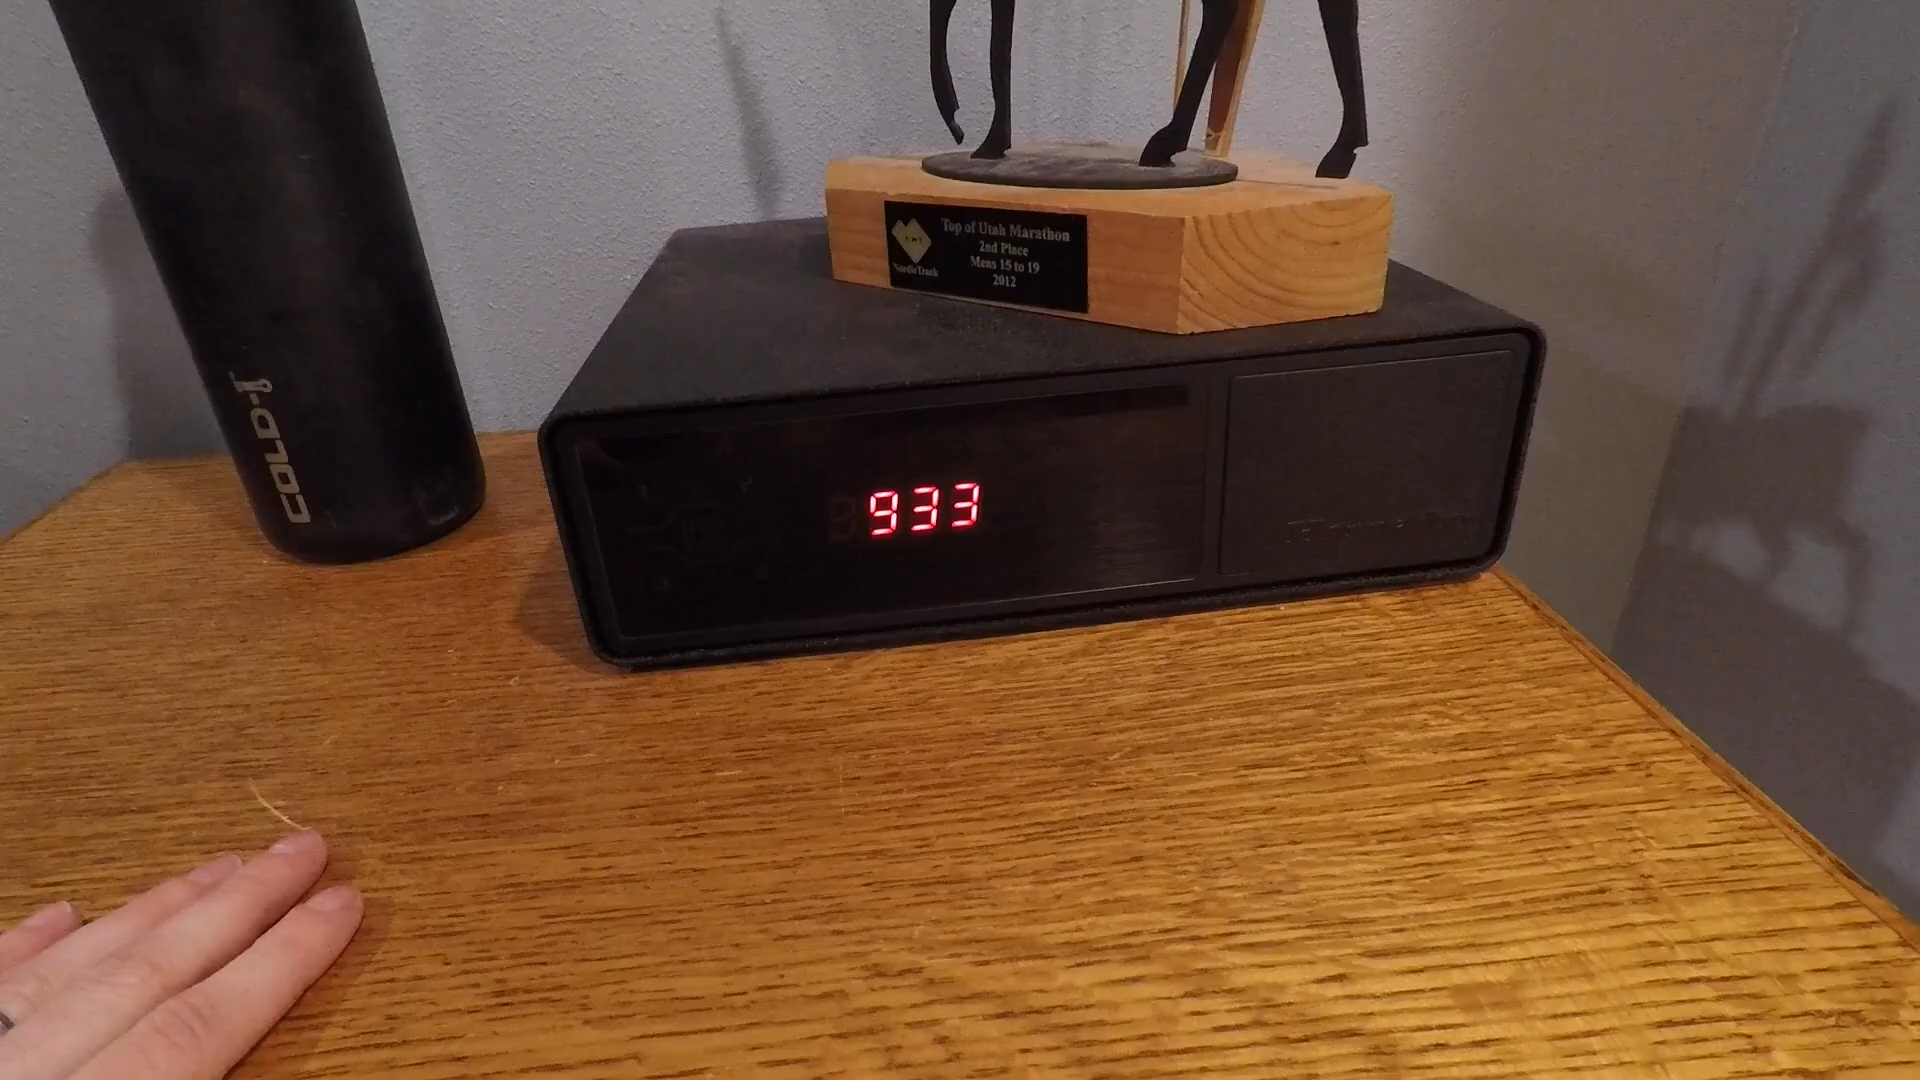 Top of Utah Marathon
2nd Place
Mens 15 to 19
2012
NordicTrack
COLD-1
933